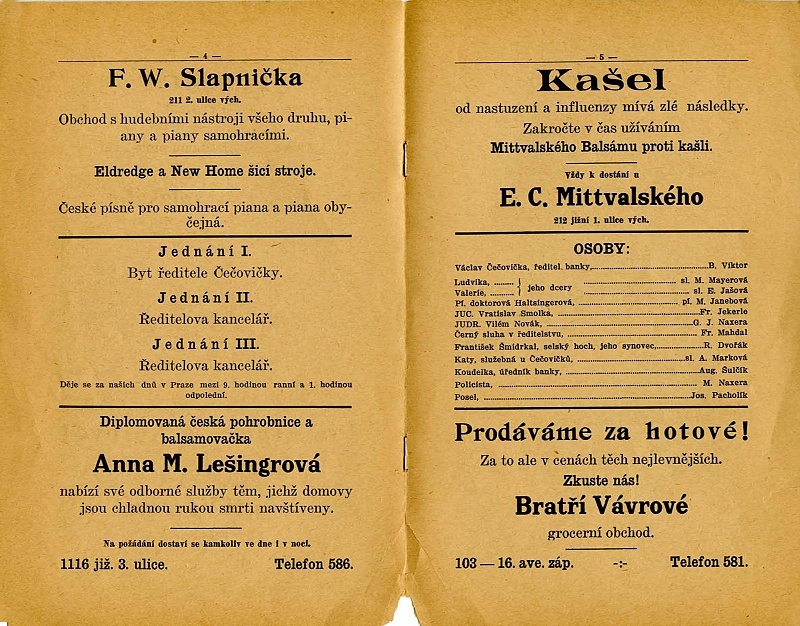 — 4 —
F. W. Slapnička
211 2. ulice vých.
Obchod s hudebními nástroji všeho druhu, pi-
any a piany samohracími.
Eldredge a New Home šicí stroje.
České písně pro samohrací piana a piana oby-
čejná.
Jednání I.
Byt ředitele Čečovičky.
Jednání II.
Ředitelova kancelář.
Jednání III.
Ředitelova kancelář.
Děje se za našich dnů v Praze mezi 9. hodinou ranní a 1. hodinou
odpolední.
Diplomovaná česká pohrobnice a
balsamovačka
Anna M. Lešingrová
nabízí své odborné služby těm, jichž domovy
jsou chladnou rukou smrti navštíveny.
Na požádání dostaví se kamkoliv ve dne i v noci.
1116 již. 3. ulice. Telefon 586.
— 5 —
Kašel
od nastuzení a influenzy mívá zlé následky.
Zakročte v čas užíváním
Mittvalského Balsámu proti kašli.
Vždy k dostání u
E. C. Mittvalského
212 jižní 1. ulice vých.
OSOBY:
Václav Čečovička, ředitel banky, B. Viktor
Ludvika, sl. M. Mayerová
jeho dcery
Valerie, sl. E. Jašová
Pí. doktorová Haltsingerová, pí. M. Janebová
JUC. Vratislav Smolka, Fr. Jekerle
JUDR. Vilém Novák, G. J. Naxera
Černý sluha v ředitelstvu, Fr. Mahdal
František Šmidrkal, selský hoch, jeho synovec, R. Dvořák
Katy, služebná u Čečovičků, sl. A. Marková
Koudelka, úředník banky, Aug. Šulčík
Policista, M. Naxera
Posel, Jos. Pacholík
Prodáváme za hotové!
Za to ale v cenách těch nejlevnějších.
Zkuste nás!
Bratří Vávrové
grocerní obchod.
103 — 16. ave. záp. -:- Telefon 581.